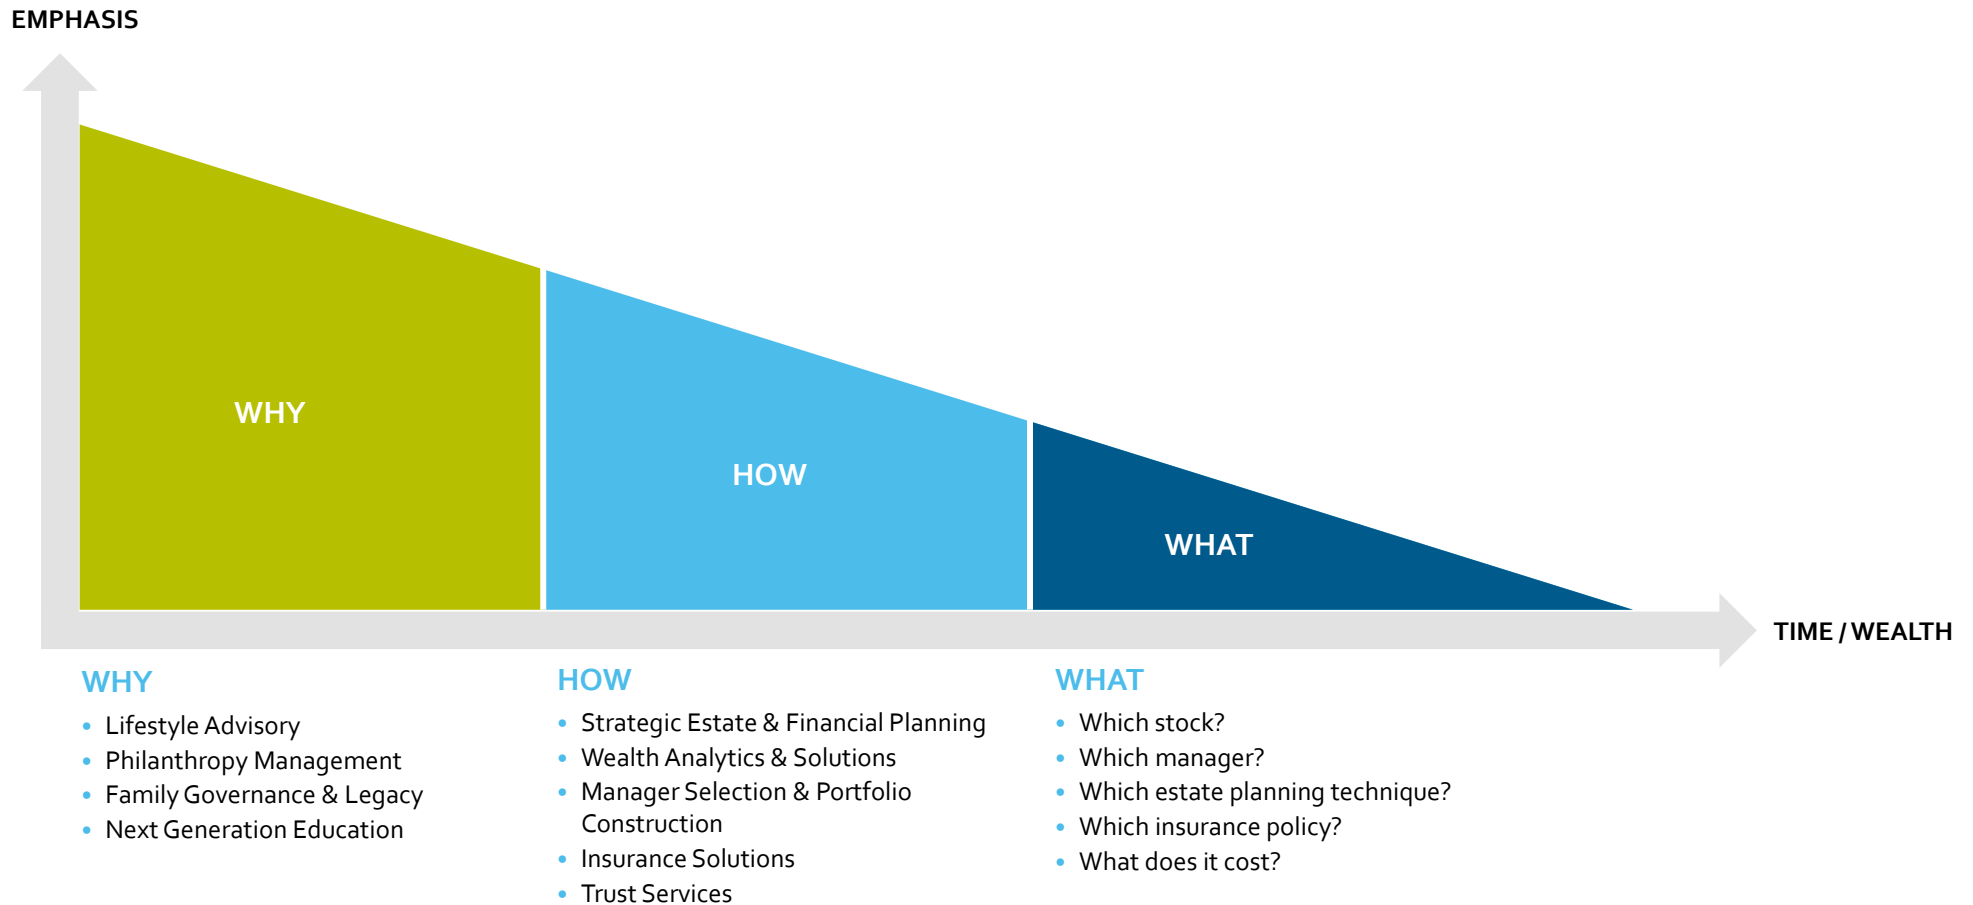 EMPHASIS
WHY
HOW
WHAT
TIME / WEALTH
WHY
• Lifestyle Advisory
• Philanthropy Management
• Family Governance & Legacy
• Next Generation Education
HOW
• Strategic Estate & Financial Planning
• Wealth Analytics & Solutions
• Manager Selection & Portfolio
Construction
• Insurance Solutions
• Trust Services
WHAT
• Which stock?
• Which manager?
• Which estate planning technique?
• Which insurance policy?
• What does it cost?